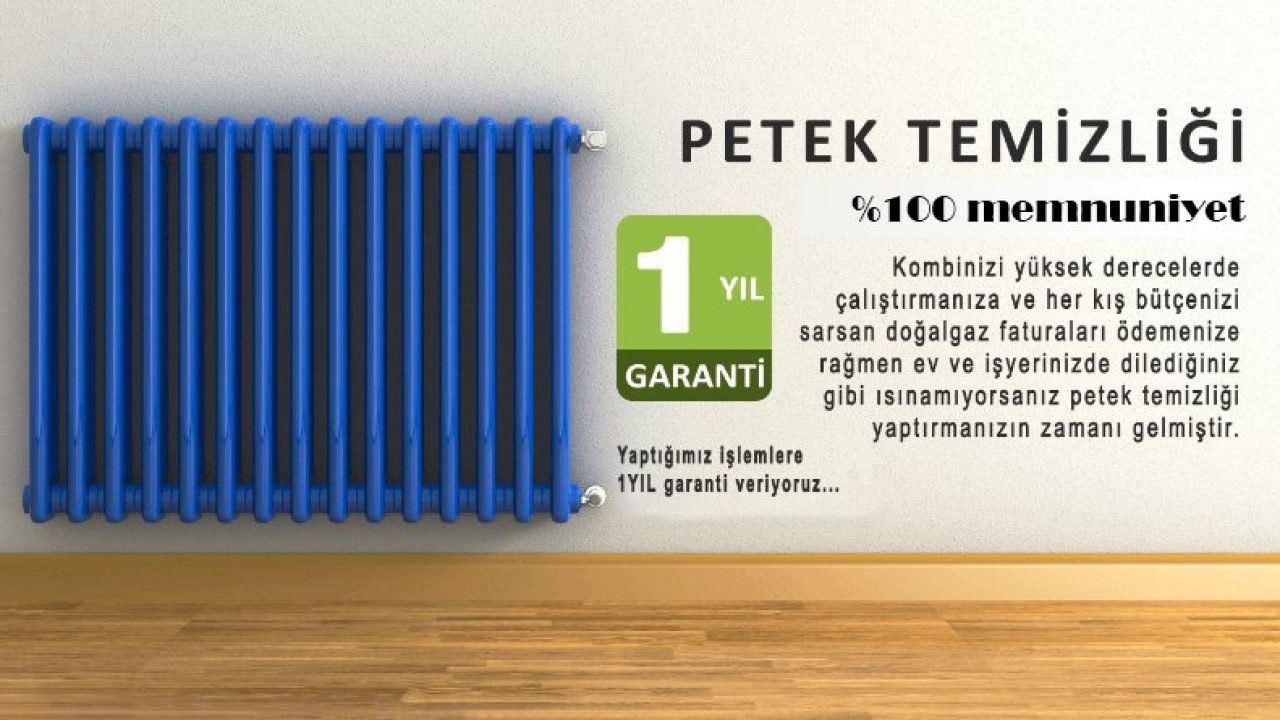 PETEK TEMİZLİĞİ
%100 memnuniyet
1 YIL
GARANTİ
Kombinizi yüksek derecelerde
çalıştırmanıza ve her kış bütçenizi
sarsan doğalgaz faturaları ödemenize
rağmen ev ve işyerinizde dilediğiniz
gibi ısınamıyorsanız petek temizliği
yaptırmanızın zamanı gelmiştir.
Yaptığımız işlemlere
1YIL garanti veriyoruz...